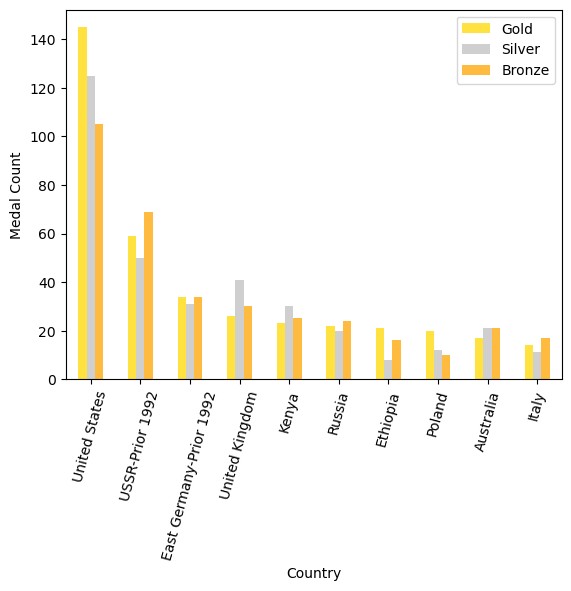 Gold
Silver
Bronze
140
120
100
80
60
40
20
0
Medal Count
United States
USSR-Prior 1992
East Germany-Prior 1992
United Kingdom
Kenya
Russia
Ethiopia
Poland
Australia
Italy
Country